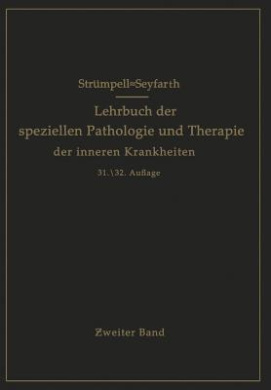 Strümpell=Seyfarth
Lehrbuch der
speziellen Pathologie und Therapie
der inneren Krankheiten
31.\32. Auflage
Zweiter Band